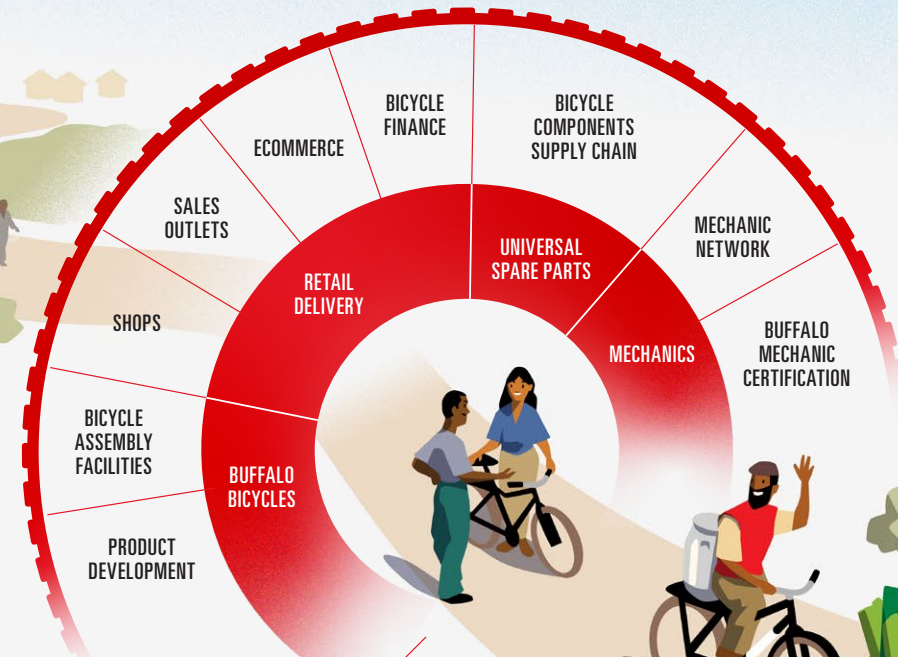 BICYCLE
FINANCE
BICYCLE
COMPONENTS
SUPPLY CHAIN
ECOMMERCE
SALES
OUTLETS
MECHANIC
NETWORK
UNIVERSAL
SPARE PARTS
RETAIL
DELIVERY
SHOPS
MECHANICS
BUFFALO
MECHANIC
CERTIFICATION
BICYCLE
ASSEMBLY
FACILITIES
BUFFALO
BICYCLES
PRODUCT
DEVELOPMENT